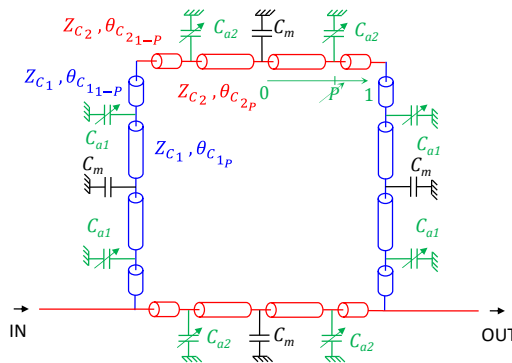 Z_{C_2}, θ_{C_{2_{1-P}}} C_{a2} C_m C_{a2}
Z_{C_1}, θ_{C_{1_{1-P}}} Z_{C_2}, θ_{C_{2_P}} 0 P 1
C_{a1} C_{a1}
C_m Z_{C_1}, θ_{C_{1_P}} C_m
C_{a1} C_{a1}
IN C_{a2} C_m C_{a2} OUT